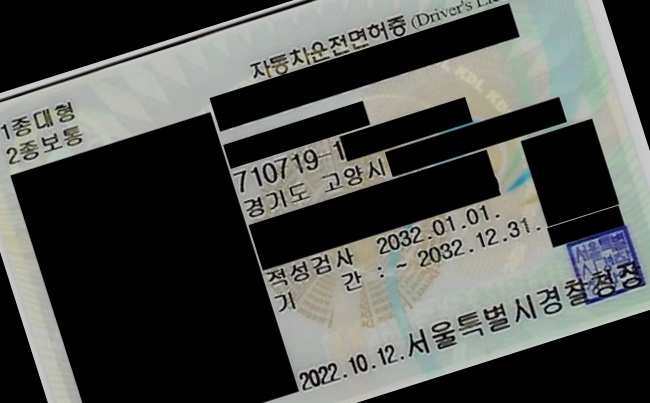 자동차운전면허증 (Driver's Lic
1종대형
2종보통
710719-1
경기도 고양시
적성검사 2032.01.01.
기 간 : ~ 2032.12.31.
2022.10.12. 서울특별시경찰청장